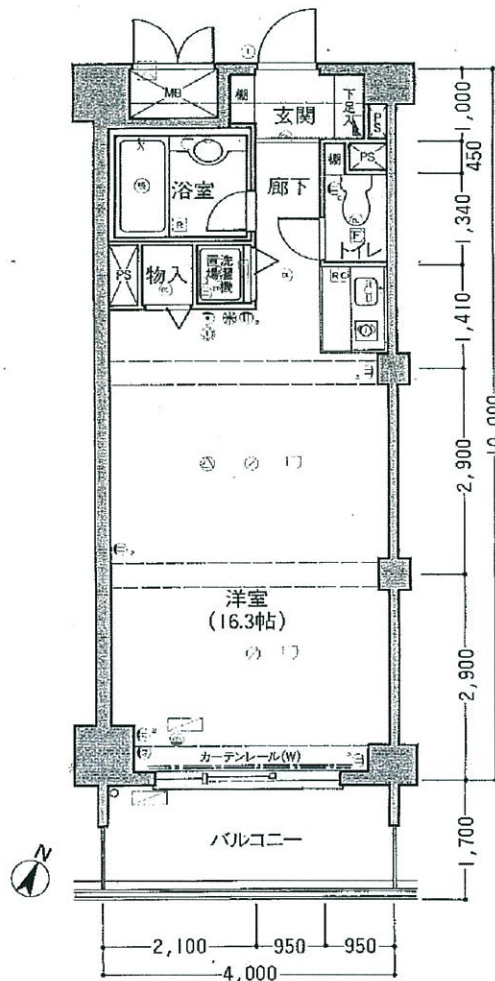 MB
棚
玄関
下足入
PS
1,000
450
棚
PS
浴室
廊下
トイレ
1,340
PS
物入
洗濯機
置場
1,410
10,000
2,900
洋室
(16.3帖)
2,900
カーテンレール(W)
バルコニー
1,700
N
2,100
950
950
4,000